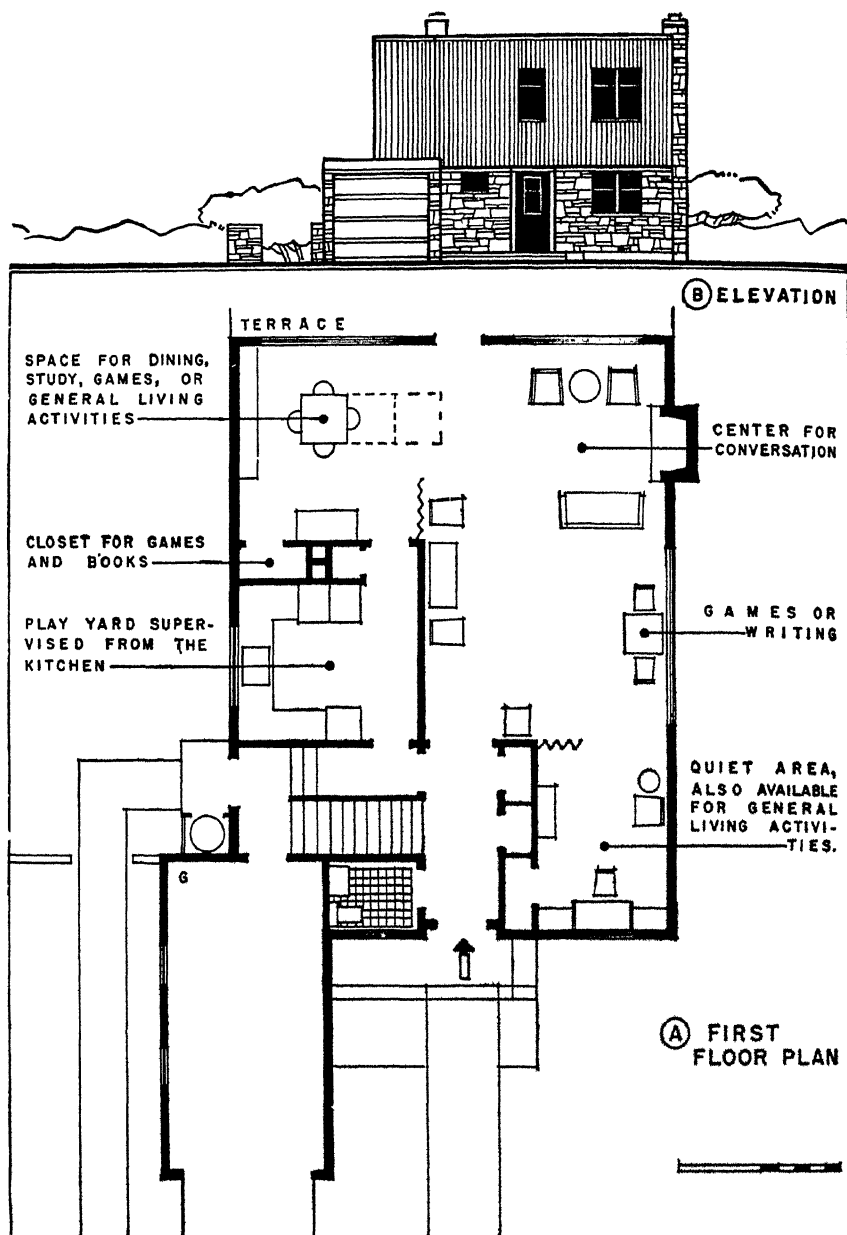 B ELEVATION
TERRACE
SPACE FOR DINING,
STUDY, GAMES, OR
GENERAL LIVING
ACTIVITIES
CENTER FOR
CONVERSATION
CLOSET FOR GAMES
AND BOOKS
GAMES OR
WRITING
PLAY YARD SUPER-
VISED FROM THE
KITCHEN
QUIET AREA,
ALSO AVAILABLE
FOR GENERAL
LIVING ACTIVI-
TIES.
G
A FIRST
FLOOR PLAN